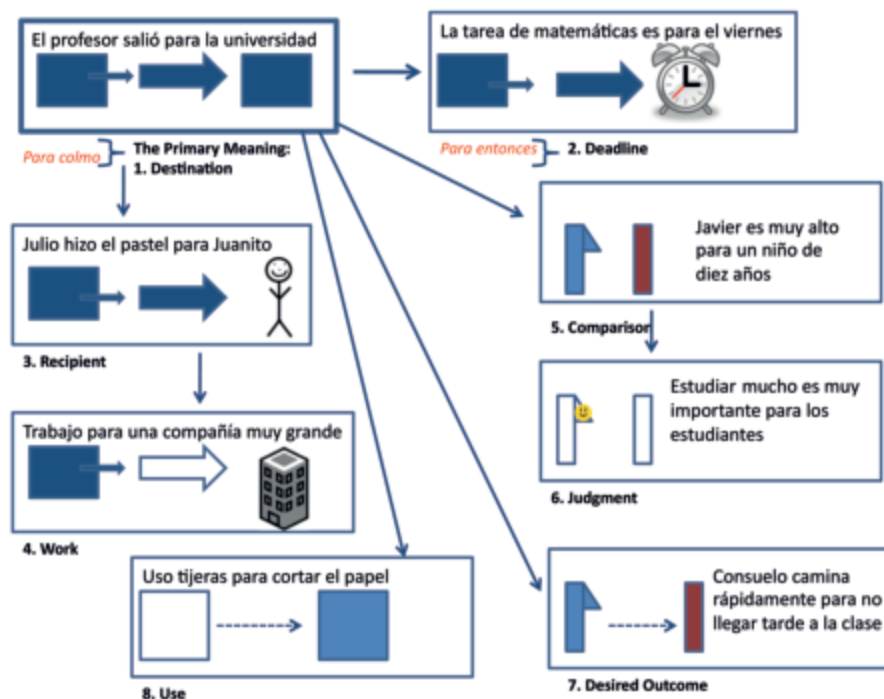 El profesor salió para la universidad
La tarea de matemáticas es para el viernes
Para colmo
The Primary Meaning:
1. Destination
Para entonces
2. Deadline
Julio hizo el pastel para Juanito
3. Recipient
Javier es muy alto
para un niño de
diez años
5. Comparisor
Trabajo para una compañía muy grande
4. Work
Estudiar mucho es muy
importante para los
estudiantes
6. Judgment
Uso tijeras para cortar el papel
8. Use
Consuelo camina
rápidamente para no
llegar tarde a la clase
7. Desired Outcome